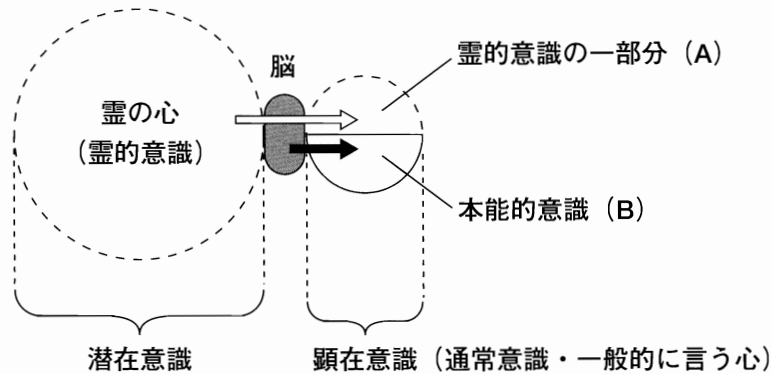 脳
霊的意識の一部分（A）
霊の心
（霊的意識）
本能的意識（B）
潜在意識
顕在意識（通常意識・一般的に言う心）